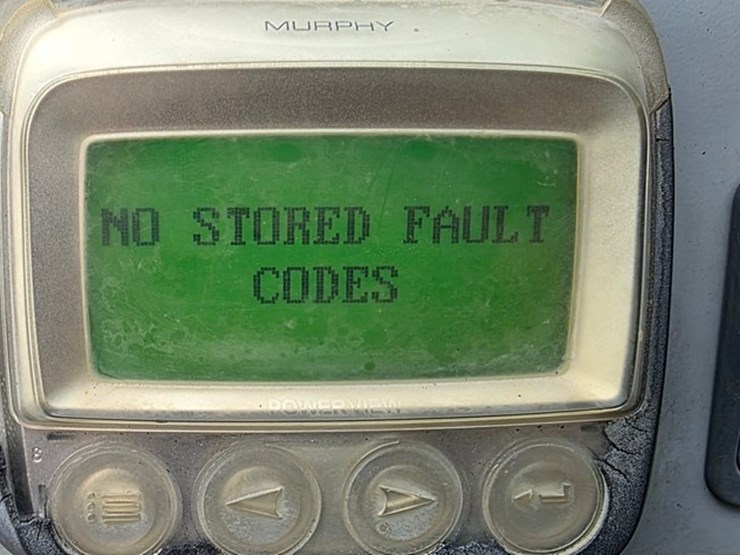 MURPHY
NO STORED FAULT
CODES
POWERVIEW